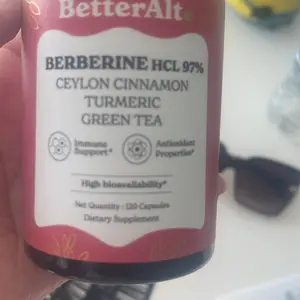 BetterAlt
BERBERINE HCL 97%
CEYLON CINNAMON
TURMERIC
GREEN TEA
Immune
Support*
Antioxidant
Properties*
High bioavailability*
Net Quantity : 120 Capsules
Dietary Supplement